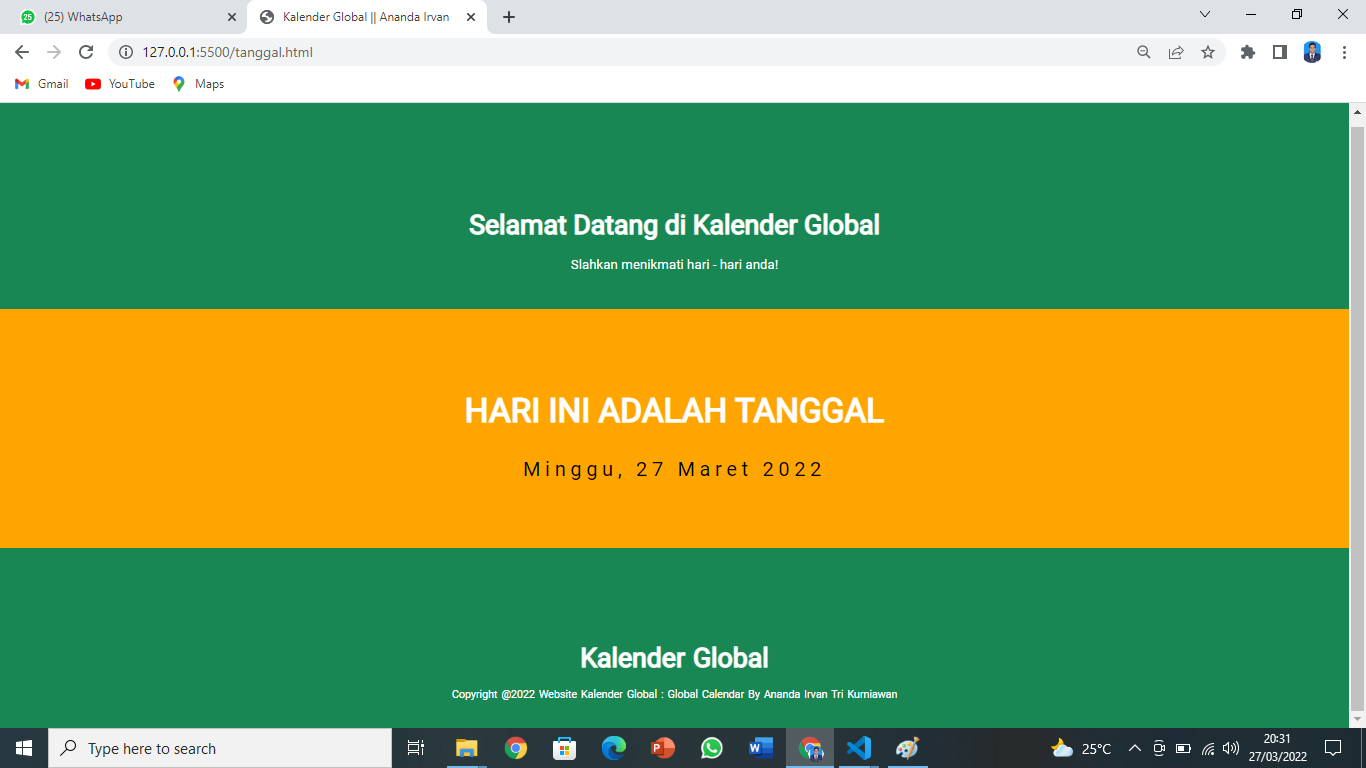 (25) WhatsApp
Kalender Global || Ananda Irvan
127.0.0.1:5500/tanggal.html
Gmail
YouTube
Maps
Selamat Datang di Kalender Global
Slahkan menikmati hari - hari anda!
HARI INI ADALAH TANGGAL
Minggu, 27 Maret 2022
Kalender Global
Copyright @2022 Website Kalender Global : Global Calendar By Ananda Irvan Tri Kurniawan
Type here to search
25°C
20:31
27/03/2022